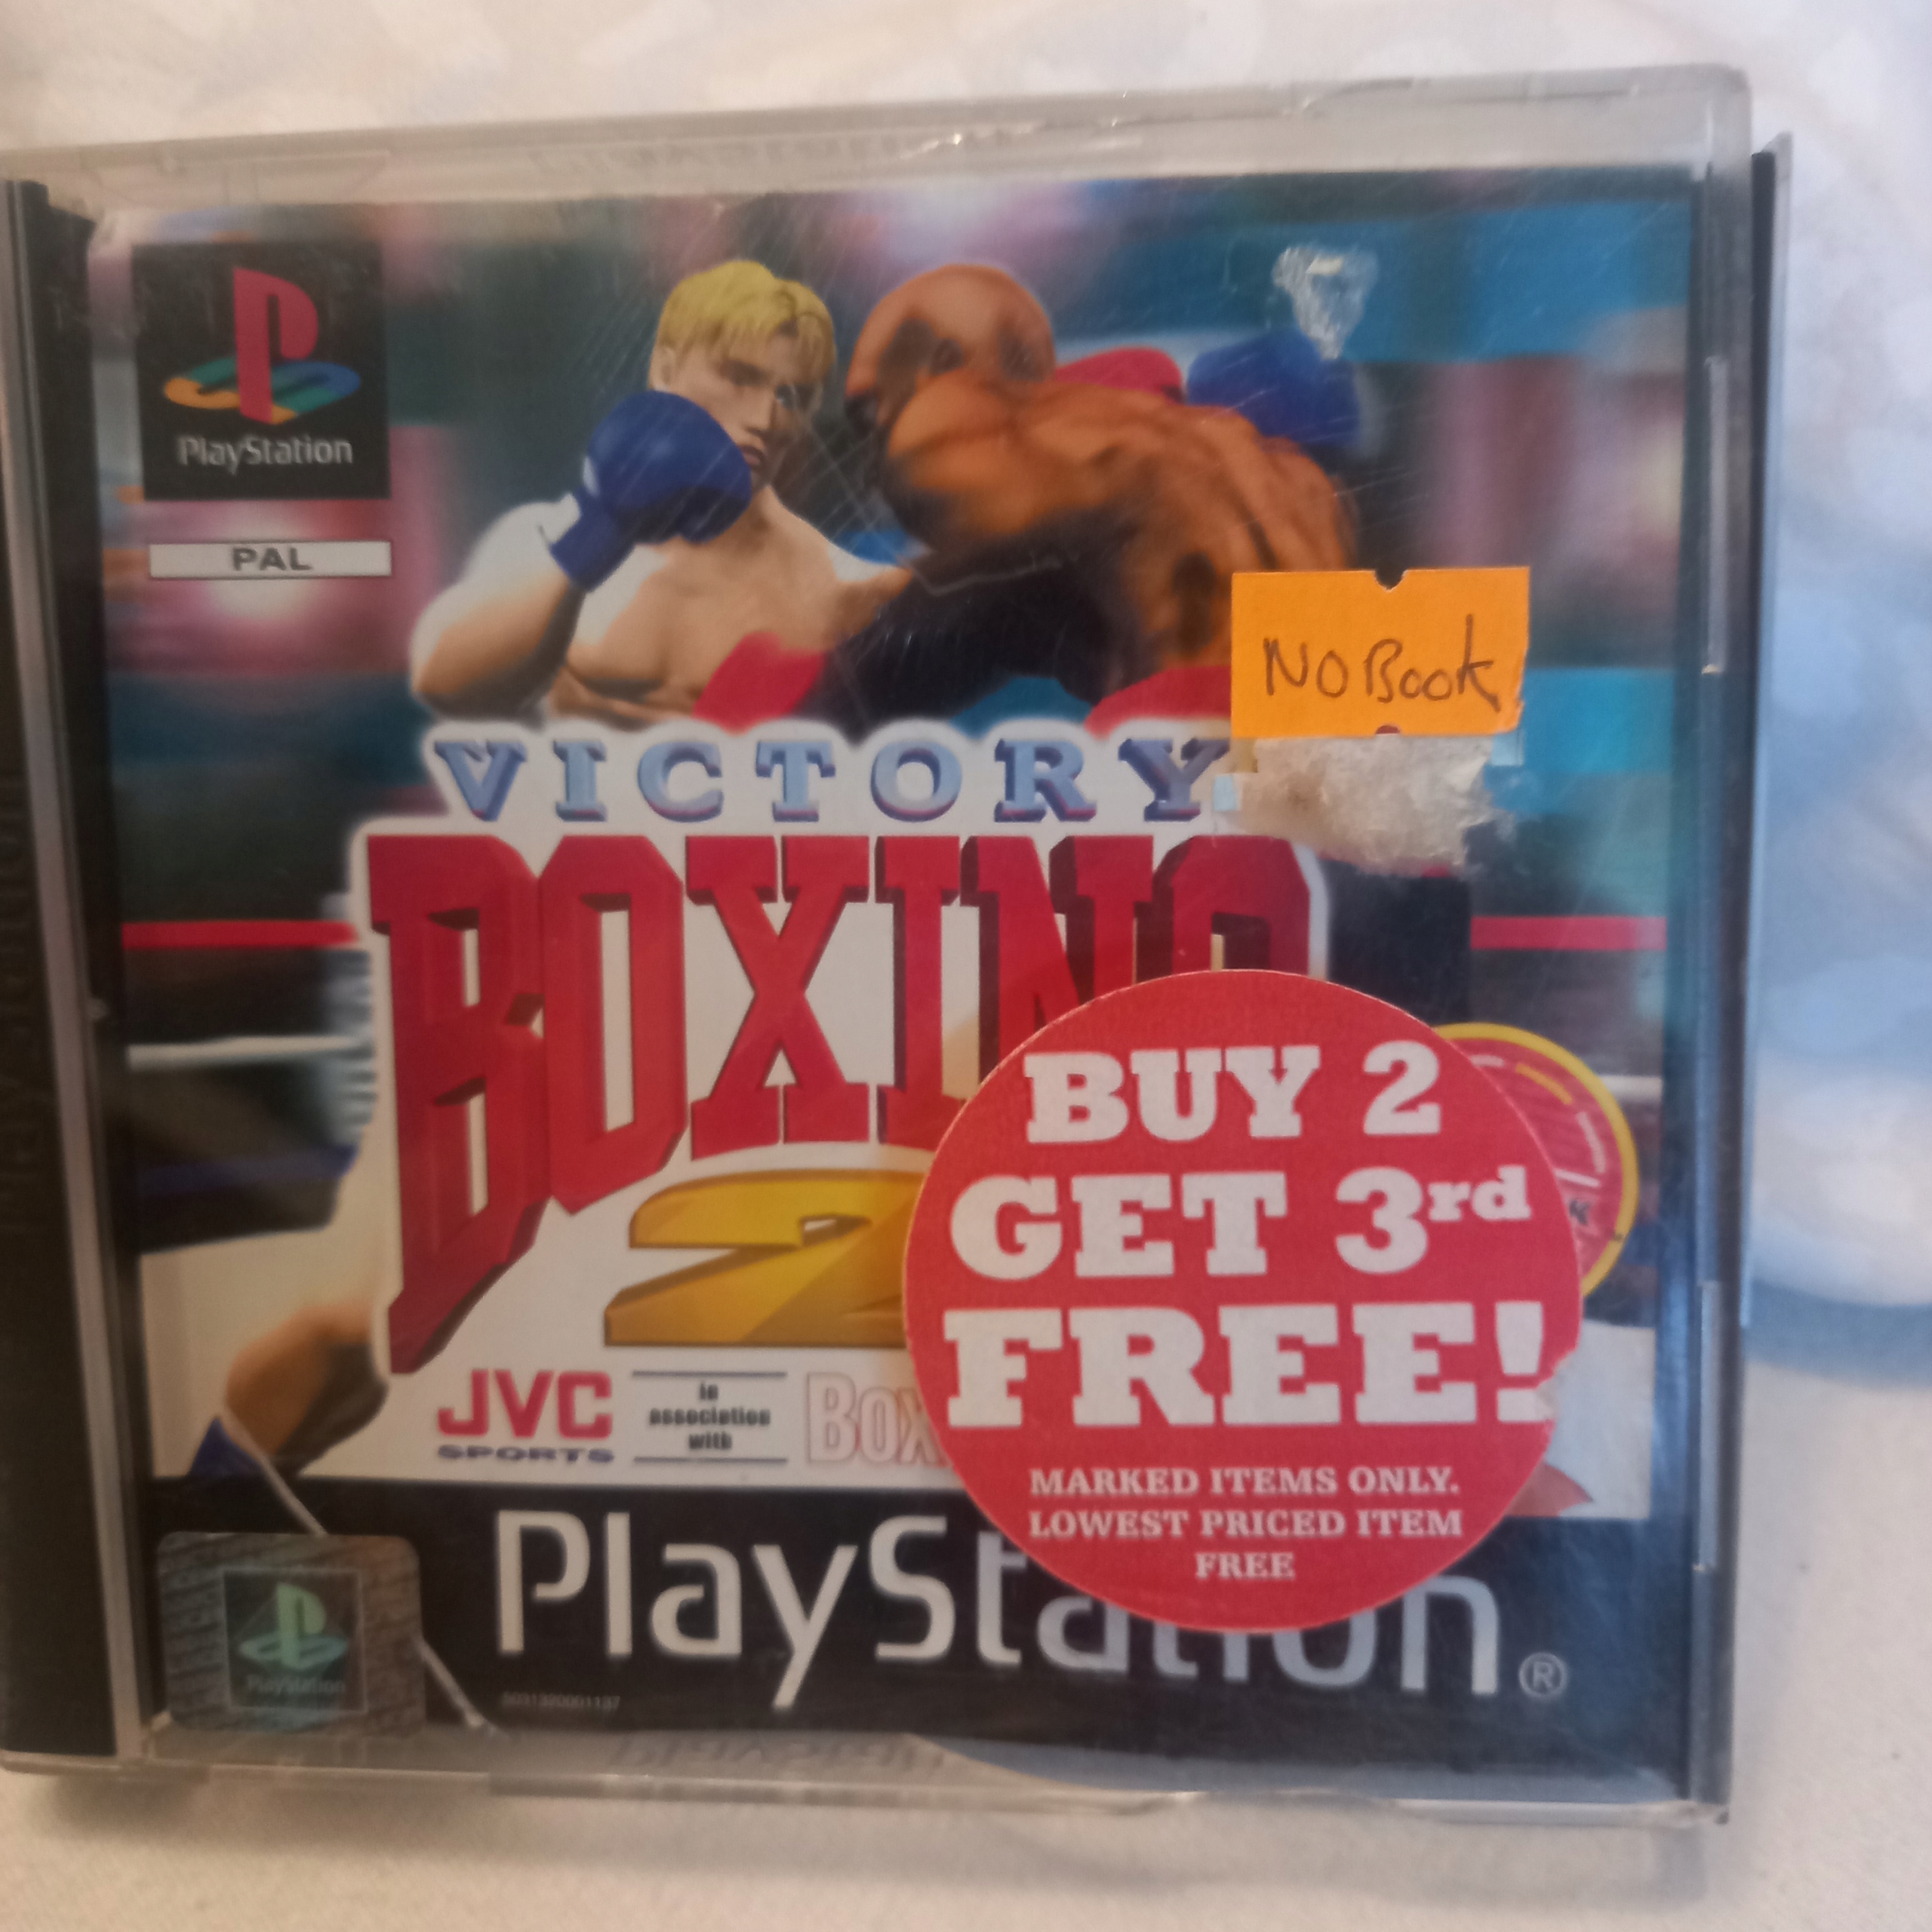 PlayStation
PAL
NO Book
VICTORY
BOXING
2
BUY 2
GET 3rd
FREE!
MARKED ITEMS ONLY.
LOWEST PRICED ITEM
FREE
JVC
SPORTS
in
association
with
BOX
PlayStation®
PlayStation